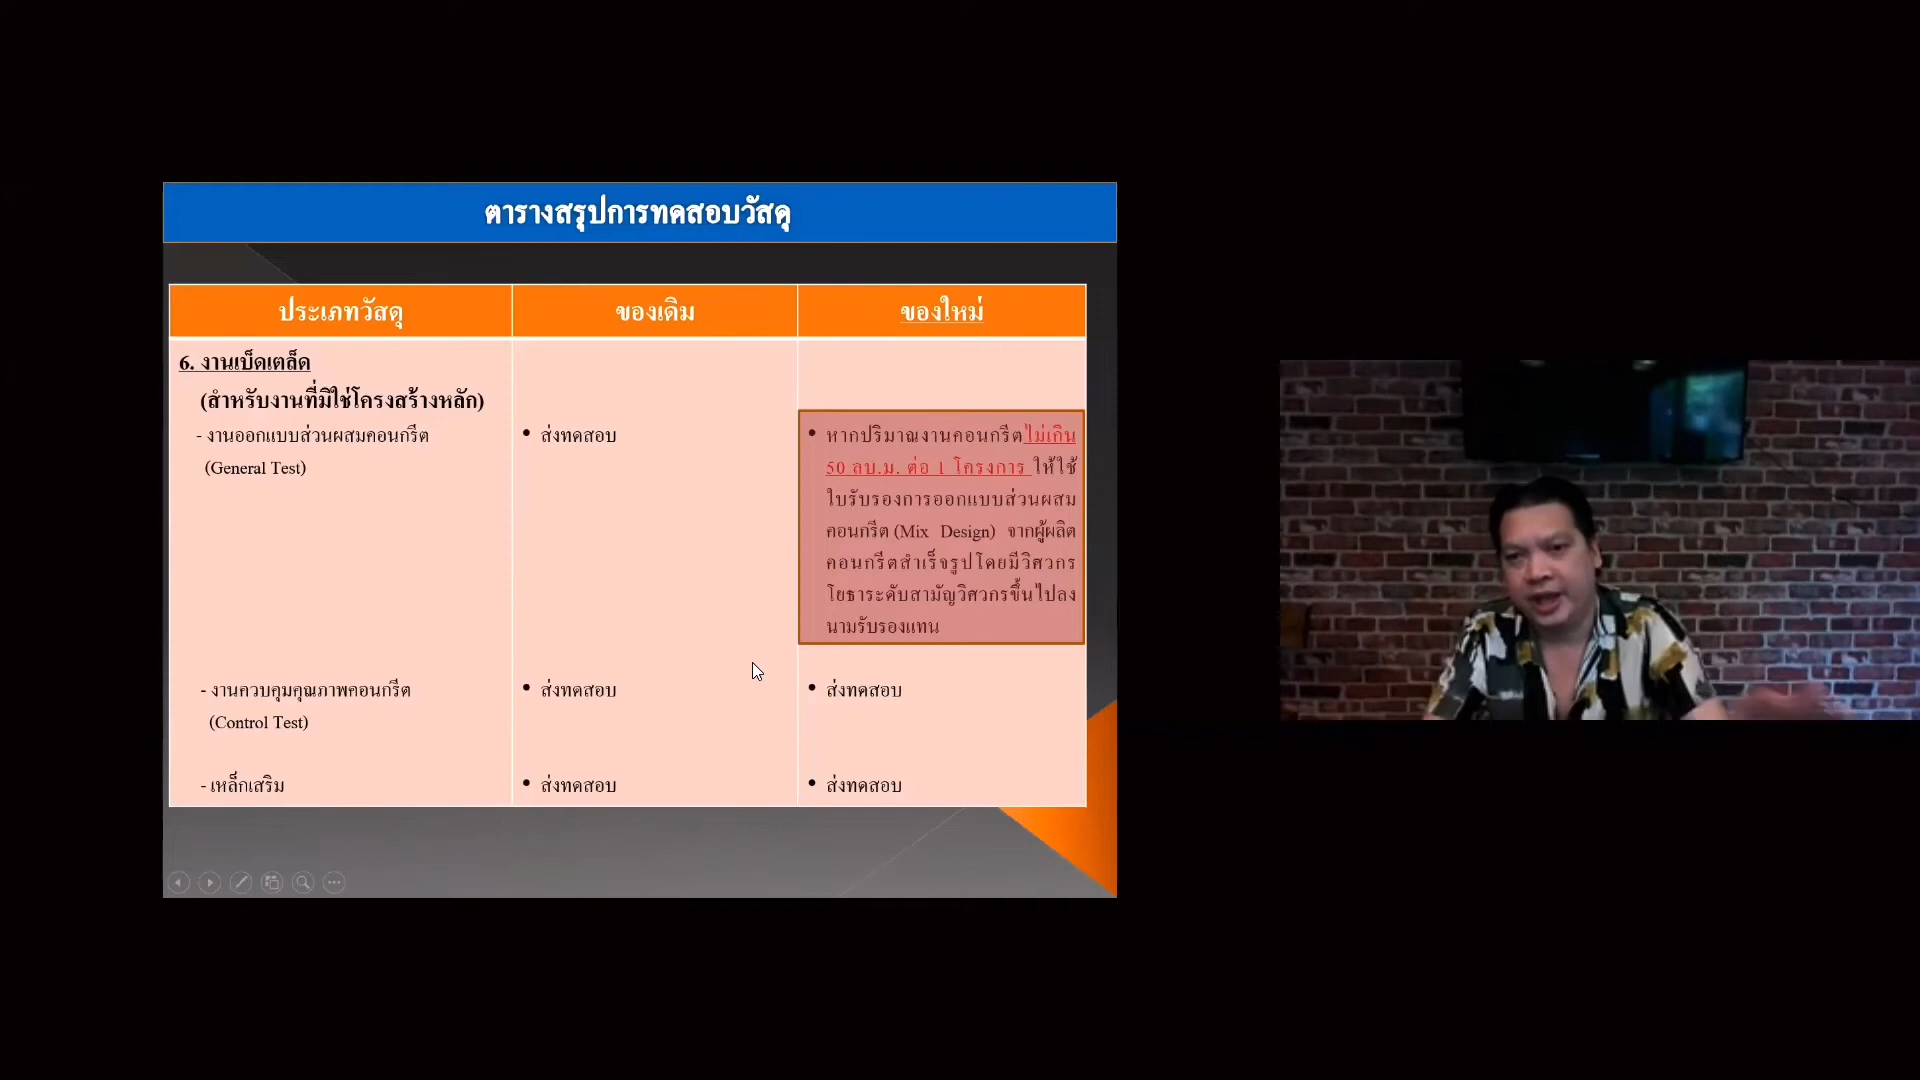 ตารางสรุปการทดสอบวัสดุ
ประเภทวัสดุ
ของเดิม
ของใหม่
6. งานเบ็ดเตล็ด
(สำหรับงานที่มิใช่โครงสร้างหลัก)
- งานออกแบบส่วนผสมคอนกรีต
(General Test)
• ส่งทดสอบ
• หากปริมาณงานคอนกรีตไม่เกิน
50 ลบ.ม. ต่อ 1 โครงการ ให้ใช้
ใบรับรองการออกแบบส่วนผสม
คอนกรีต (Mix Design) จากผู้ผลิต
คอนกรีตสำเร็จรูปโดยมีวิศวกร
โยธาระดับสามัญวิศวกรขึ้นไปลง
นามรับรองแทน
- งานควบคุมคุณภาพคอนกรีต
(Control Test)
• ส่งทดสอบ
• ส่งทดสอบ
- เหล็กเสริม
• ส่งทดสอบ
• ส่งทดสอบ